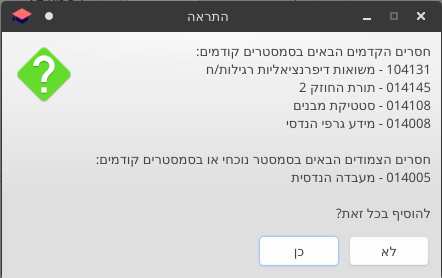 התראה
חסרים הקדמים הבאים בסמסטרים קודמים:
104131 - משואות דיפרנציאליות רגילות/ח
014145 - תורת החוזק 2
014108 - סטטיקת מבנים
014008 - מידע גרפי הנדסי
חסרים הצמודים הבאים בסמסטר נוכחי או בסמסטרים קודמים:
014005 - מעבדה הנדסית
להוסיף בכל זאת?
לא
כן